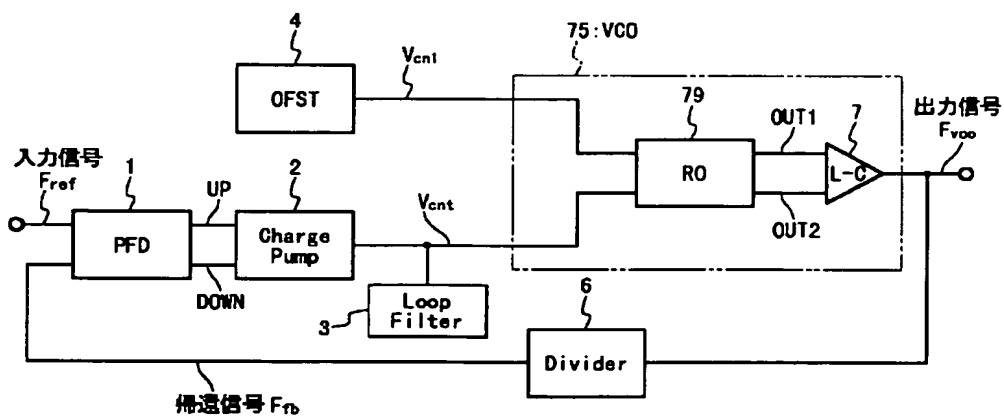 4
OFST
Vcn1
75:VCO
79
RO
OUT1
OUT2
7
L-C
出力信号
Fvco
入力信号
Fref
1
PFD
UP
DOWN
2
Charge
Pump
Vcnt
3
Loop
Filter
6
Divider
帰還信号 Ffb